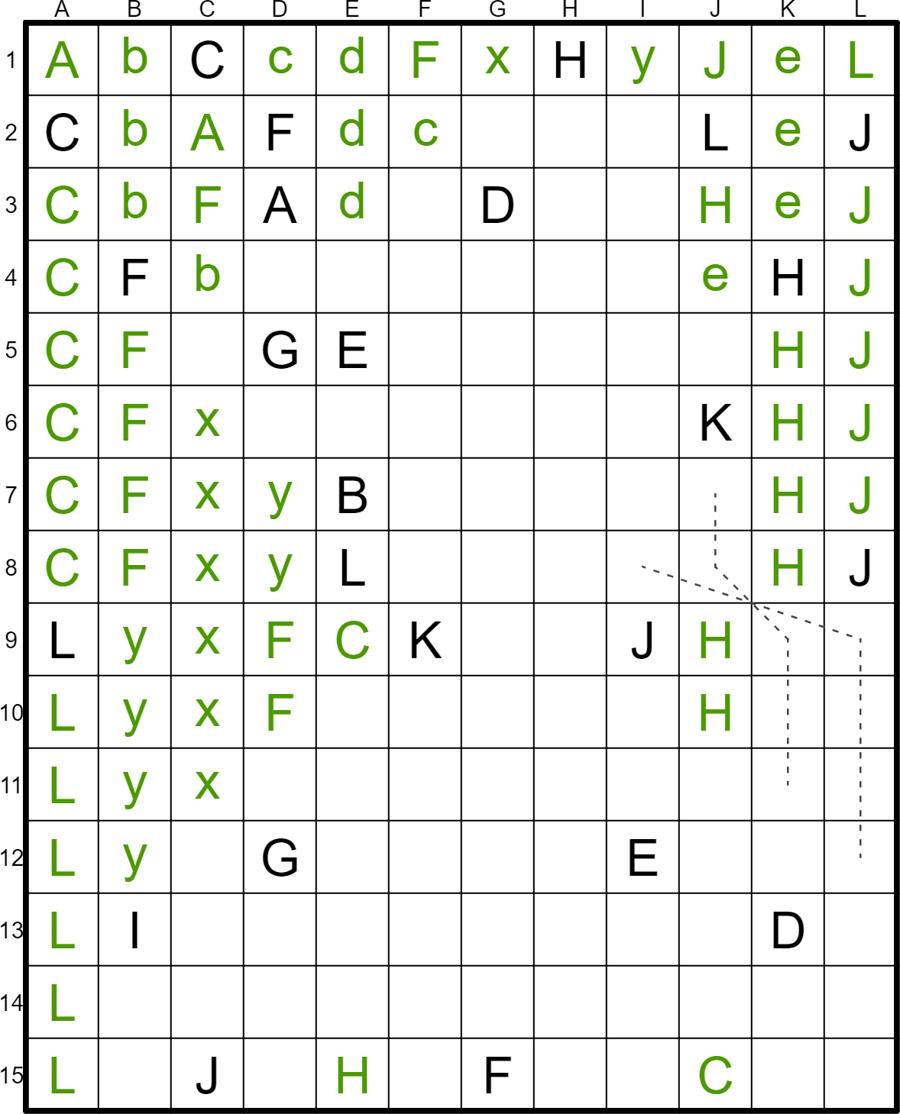 A B C D E F G H I J K L
1 A b C c d F x H y J e L
2 C b A F d c L e J
3 C b F A d D H e J
4 C F b e H J
5 C F G E H J
6 C F x K H J
7 C F x y B H J
8 C F x y L H J
9 L y x F C K J H
10 L y x F H
11 L y x
12 L y G E
13 L I D
14 L
15 L J H F C